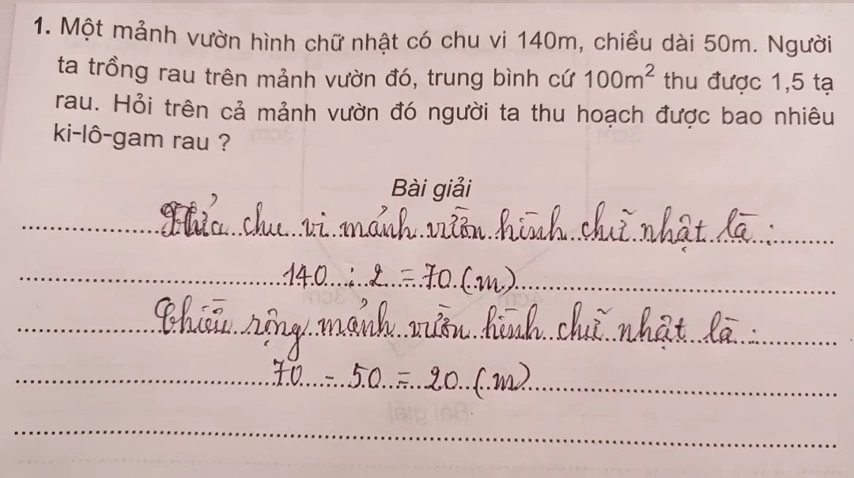 1. Một mảnh vườn hình chữ nhật có chu vi 140m, chiều dài 50m. Người
ta trồng rau trên mảnh vườn đó, trung bình cứ 100m² thu được 1,5 tạ
rau. Hỏi trên cả mảnh vườn đó người ta thu hoạch được bao nhiêu
ki-lô-gam rau ?
Bài giải
Nửa chu vi mảnh vườn hình chữ nhật là :
140 : 2 = 70 (m)
Chiều rộng mảnh vườn hình chữ nhật là :
70 - 50 = 20 (m)